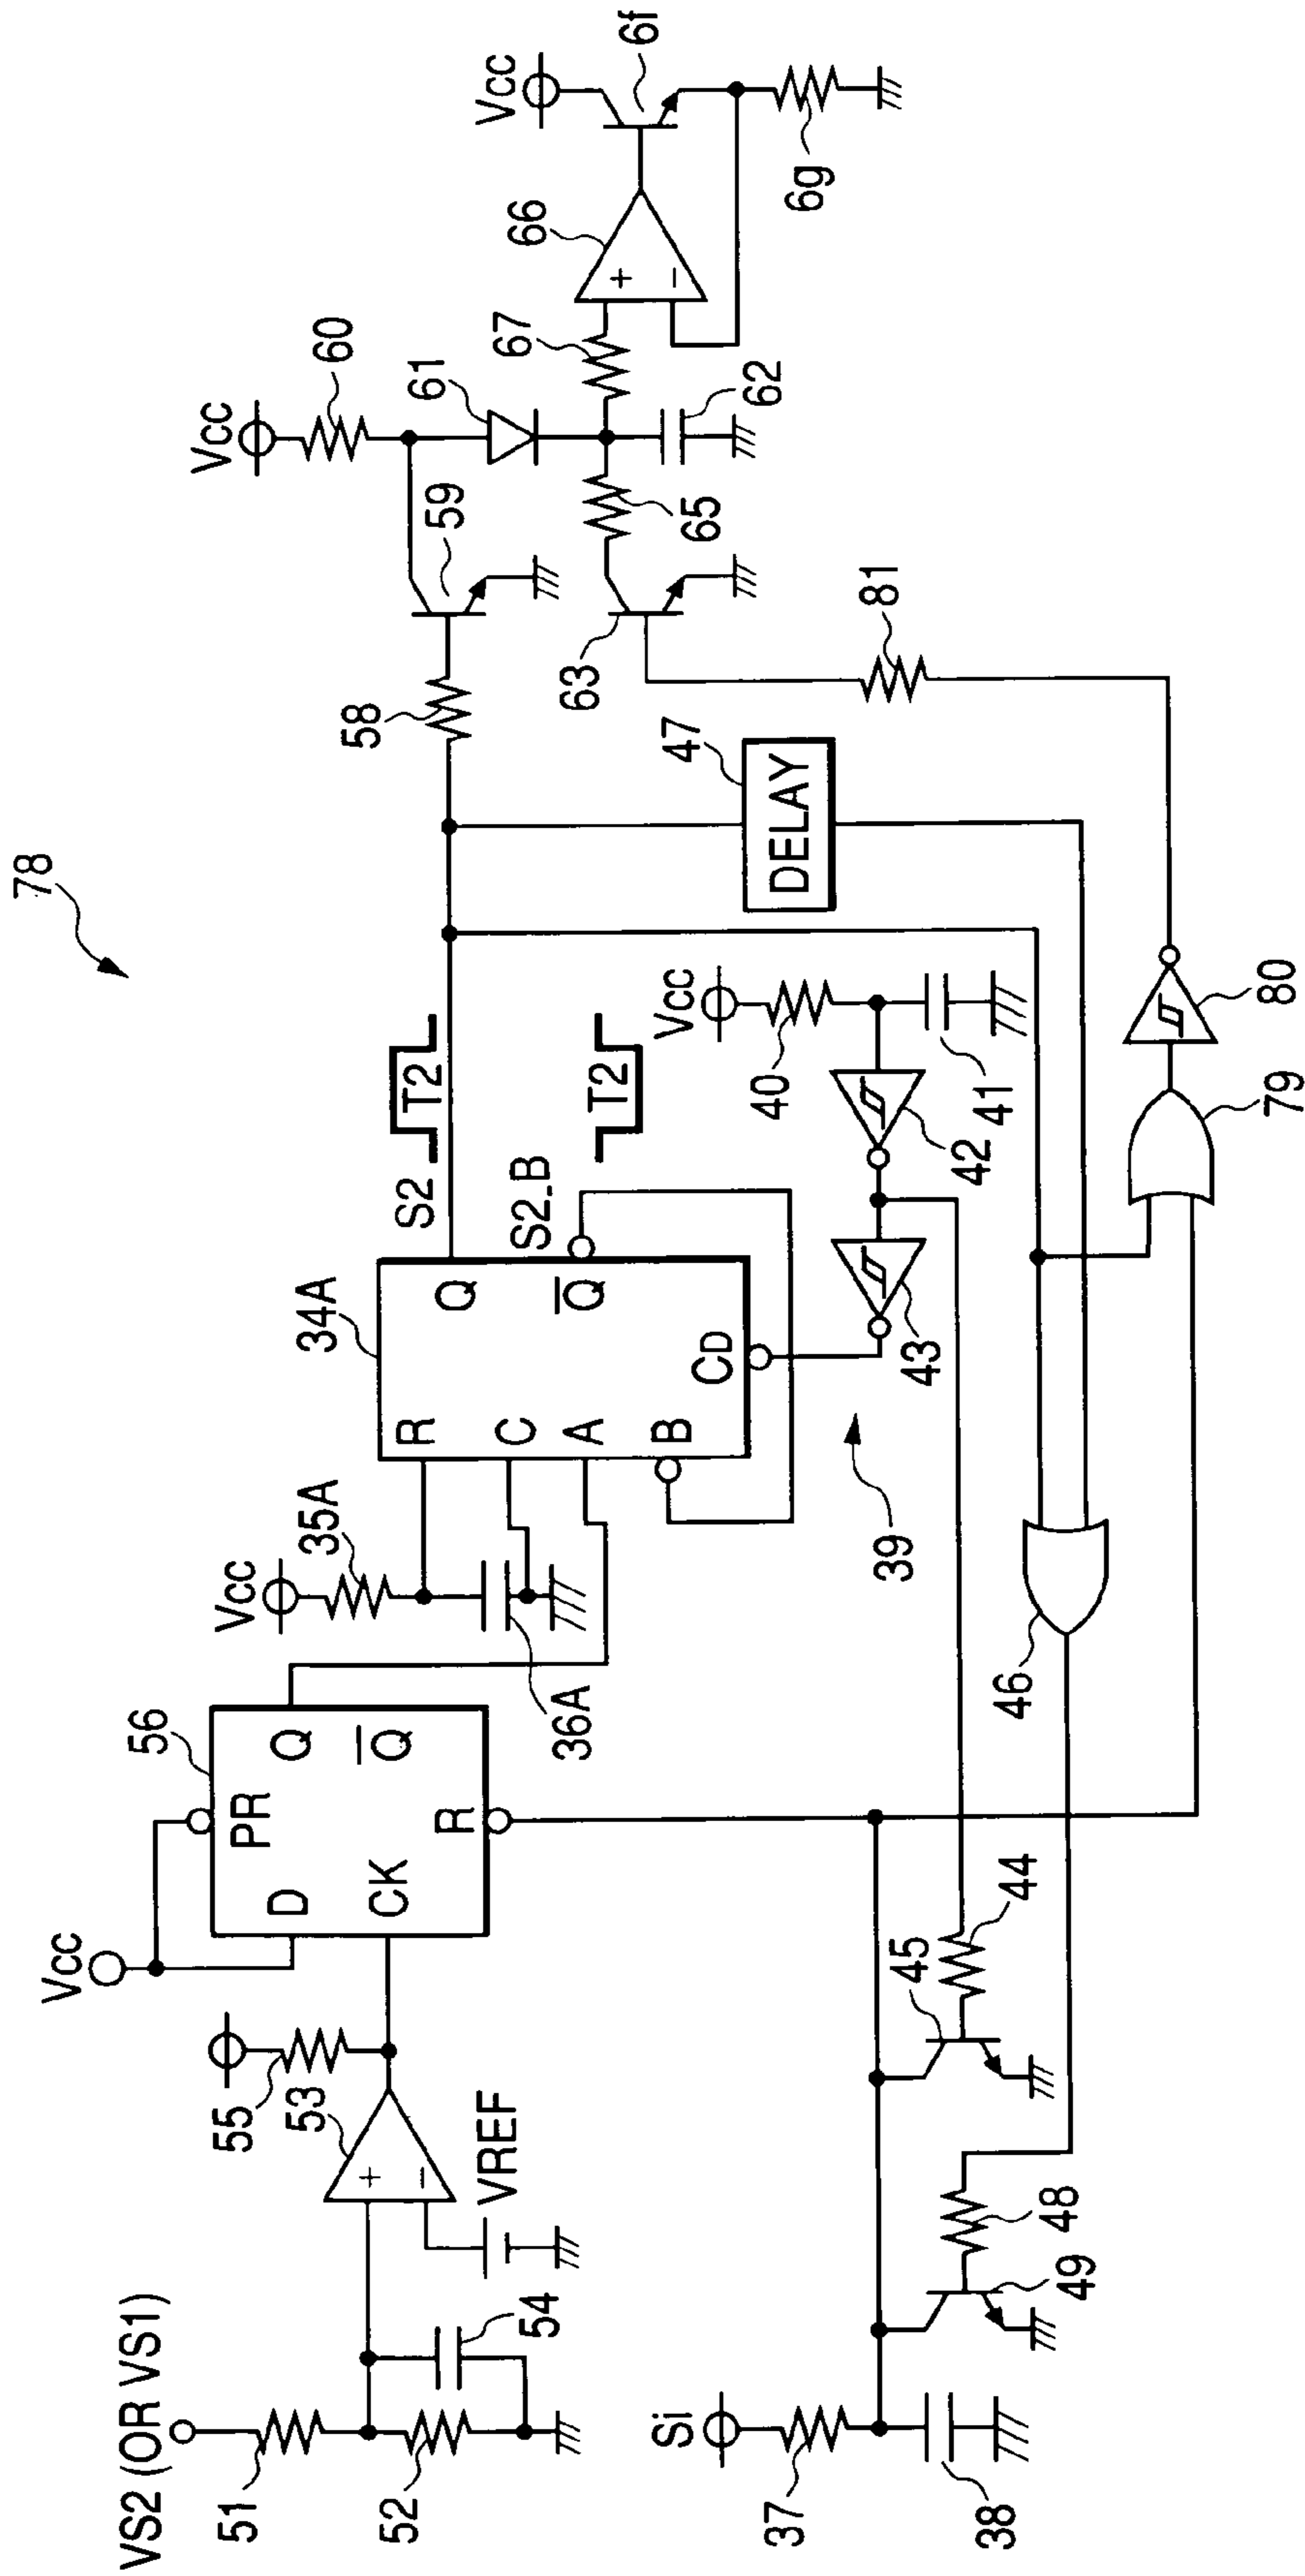 78
VS2 (OR VS1)
51
52
54
53
VREF
55
Vcc
56
PR
D
CK
Q
Q
R
36A
Vcc
35A
34A
R
C
A
B
CD
Q
Q
S2
T2
S2_B
T2
58
59
Vcc
60
61
67
62
65
63
66
+
−
Vcc
6f
6g
+
−
47
DELAY
81
80
79
Vcc
40
41
42
43
39
46
44
45
48
49
Si
37
38